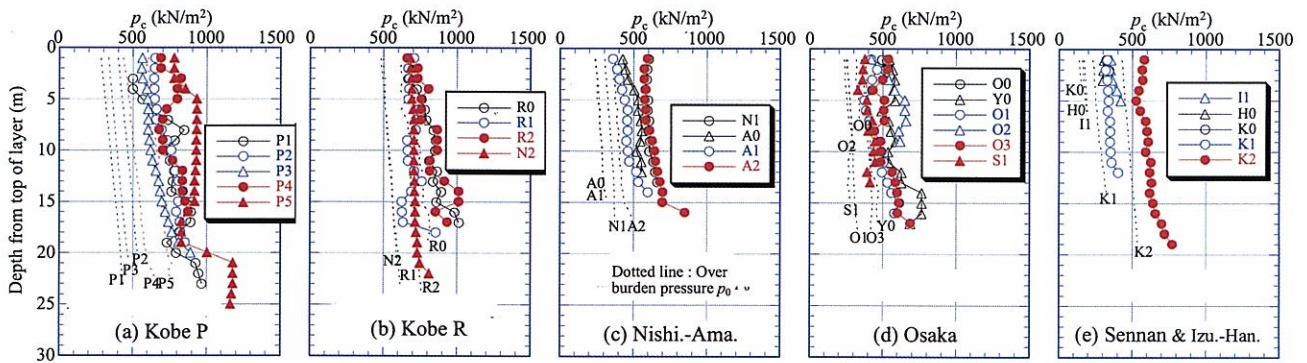 p_c (kN/m²)
0 500 1000 1500
Depth from top of layer (m)
0
5
10
15
20
25
30
P1
P2
P3
P4
P5
P2
P3
P1
P4
P5
(a) Kobe P
p_c (kN/m²)
0 500 1000 1500
R0
R1
R2
N2
R0
N2
R1
R2
(b) Kobe R
p_c (kN/m²)
0 500 1000 1500
N1
A0
A1
A2
A0
A1
N1
A2
Dotted line : Over
burden pressure p₀
(c) Nishi.-Ama.
p_c (kN/m²)
0 500 1000 1500
O0
Y0
O1
O2
O3
S1
O0
O2
S1
Y0
O1
O3
(d) Osaka
p_c (kN/m²)
0 500 1000 1500
I1
H0
K0
K1
K2
K0
H0
I1
K1
K2
(e) Sennan & Izu.-Han.